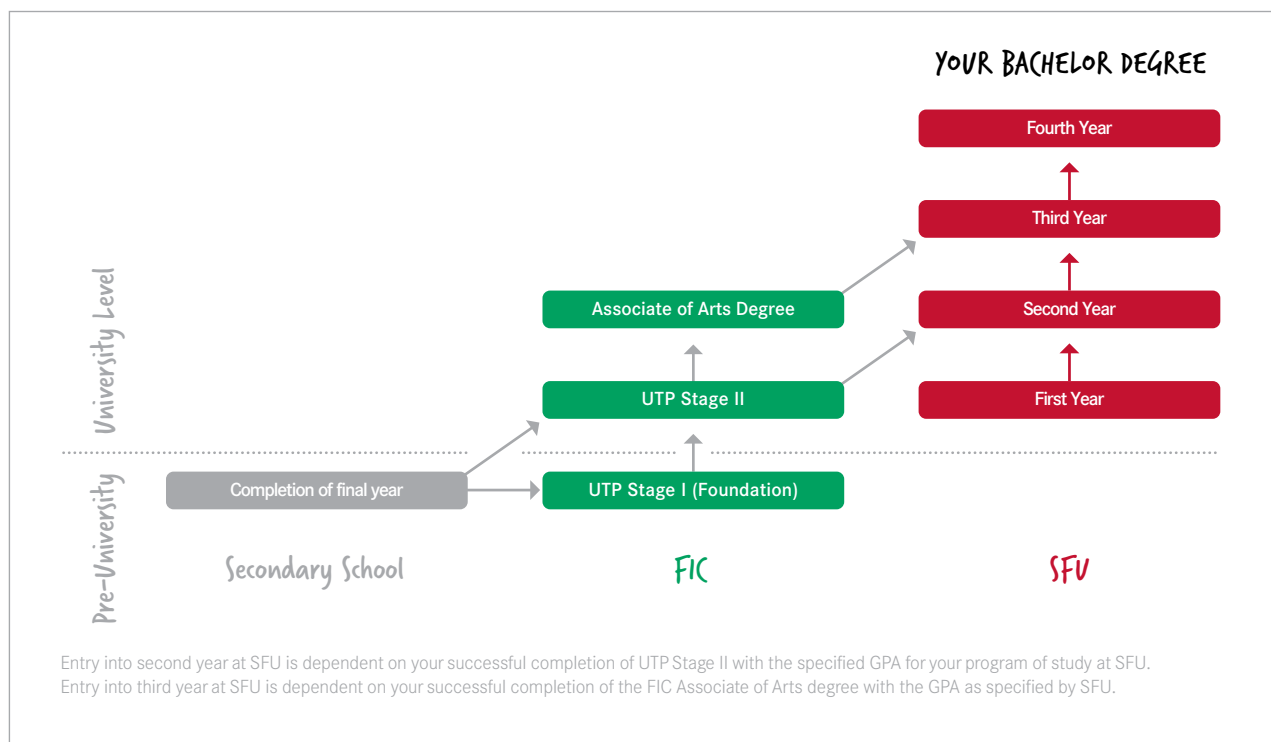 YOUR BACHELOR DEGREE
Fourth Year
Third Year
Associate of Arts Degree
Second Year
UTP Stage II
First Year
University Level
Completion of final year
UTP Stage I (Foundation)
Pre-University
Secondary School
FIC
SFU
Entry into second year at SFU is dependent on your successful completion of UTP Stage II with the specified GPA for your program of study at SFU.
Entry into third year at SFU is dependent on your successful completion of the FIC Associate of Arts degree with the GPA as specified by SFU.